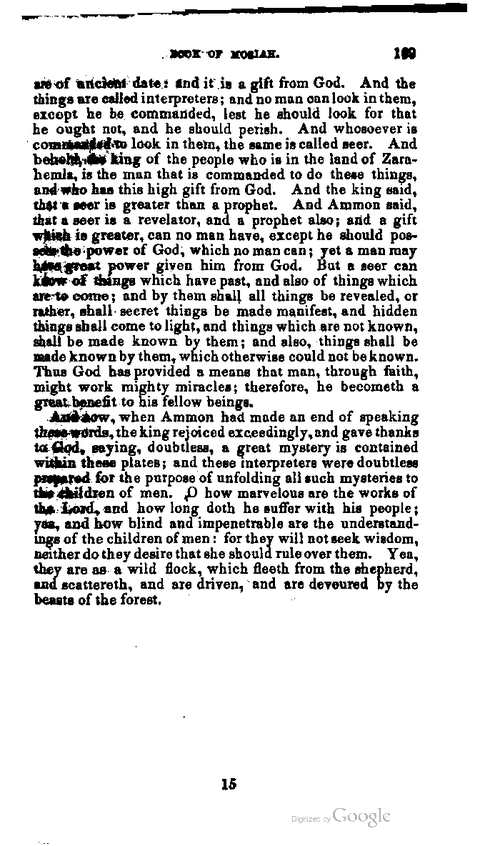 BOOK OF MOSIAH. 169
are of ancient date: and it is a gift from God. And the
things are called interpreters; and no man can look in them,
except he be commanded, lest he should look for that
he ought not, and he should perish. And whosoever is
commanded to look in them, the same is called seer. And
behold, the king of the people who is in the land of Zara-
hemla, is the man that is commanded to do these things,
and who has this high gift from God. And the king said,
that a seer is greater than a prophet. And Ammon said,
that a seer is a revelator, and a prophet also; and a gift
which is greater, can no man have, except he should pos-
sess the power of God, which no man can; yet a man may
have great power given him from God. But a seer can
know of things which have past, and also of things which
are to come; and by them shall all things be revealed, or
rather, shall secret things be made manifest, and hidden
things shall come to light, and things which are not known,
shall be made known by them; and also, things shall be
made known by them, which otherwise could not be known.
Thus God has provided a means that man, through faith,
might work mighty miracles; therefore, he becometh a
great benefit to his fellow beings.
And now, when Ammon had made an end of speaking
these words, the king rejoiced exceedingly, and gave thanks
to God, saying, doubtless, a great mystery is contained
within these plates; and these interpreters were doubtless
prepared for the purpose of unfolding all such mysteries to
the children of men. O how marvelous are the works of
the Lord, and how long doth he suffer with his people;
yea, and how blind and impenetrable are the understand-
ings of the children of men: for they will not seek wisdom,
neither do they desire that she should rule over them. Yea,
they are as a wild flock, which fleeth from the shepherd,
and scattereth, and are driven, and are devoured by the
beasts of the forest.
15
Digitized by Google